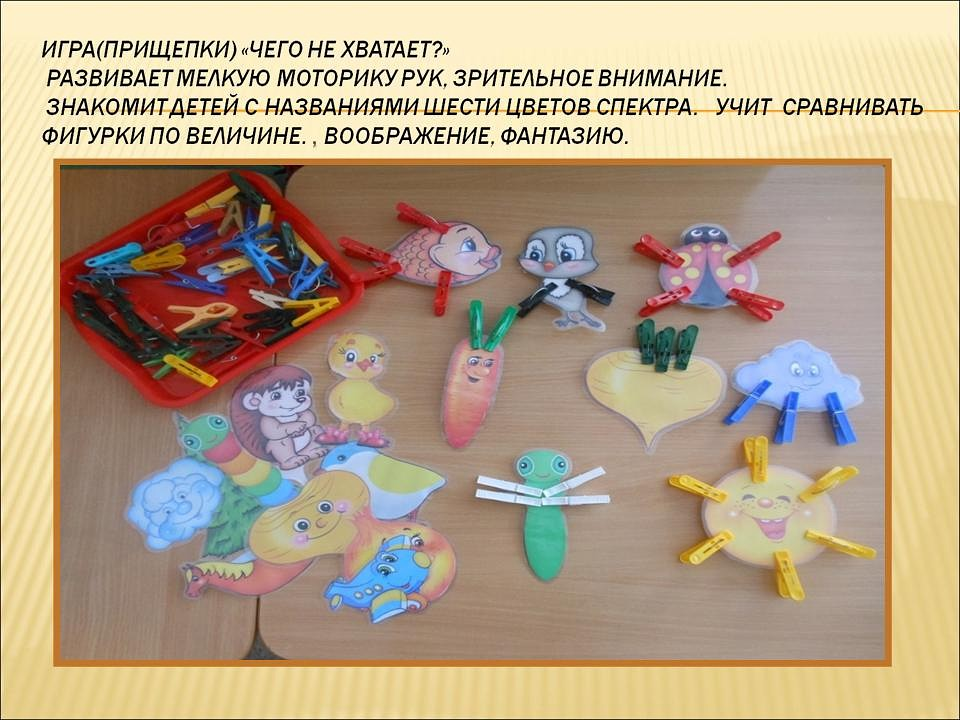 ИГРА(ПРИЩЕПКИ) «ЧЕГО НЕ ХВАТАЕТ?»
РАЗВИВАЕТ МЕЛКУЮ МОТОРИКУ РУК, ЗРИТЕЛЬНОЕ ВНИМАНИЕ.
ЗНАКОМИТ ДЕТЕЙ С НАЗВАНИЯМИ ШЕСТИ ЦВЕТОВ СПЕКТРА. УЧИТ СРАВНИВАТЬ
ФИГУРКИ ПО ВЕЛИЧИНЕ. , ВООБРАЖЕНИЕ, ФАНТАЗИЮ.